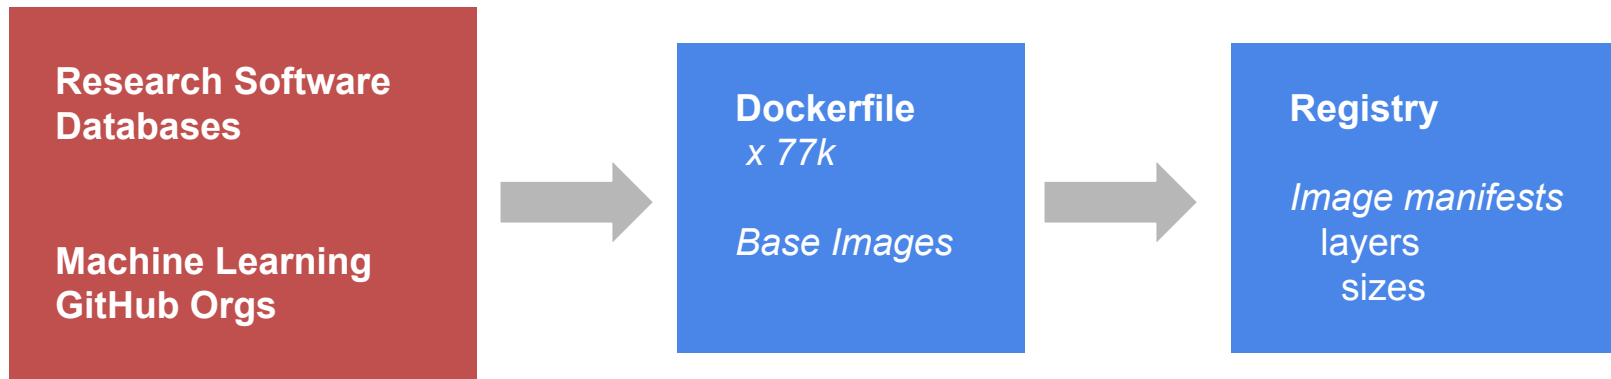 Research Software
Databases
Machine Learning
GitHub Orgs
Dockerfile
x 77k
Base Images
Registry
Image manifests
layers
sizes